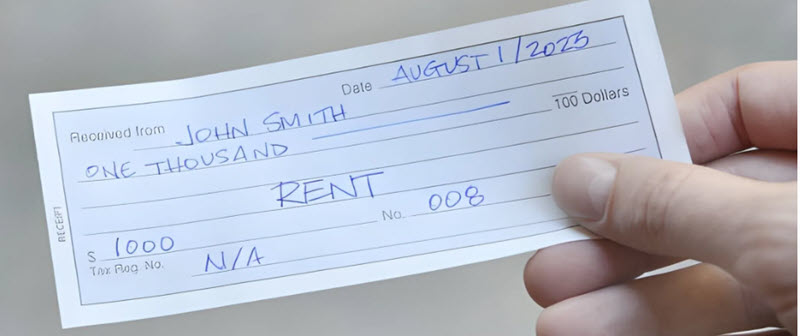 Date AUGUST 1/2023
Received from JOHN SMITH
ONE THOUSAND 100 Dollars
RENT
No. 008
$ 1000
Tax Reg. No. N/A
RECEIPT